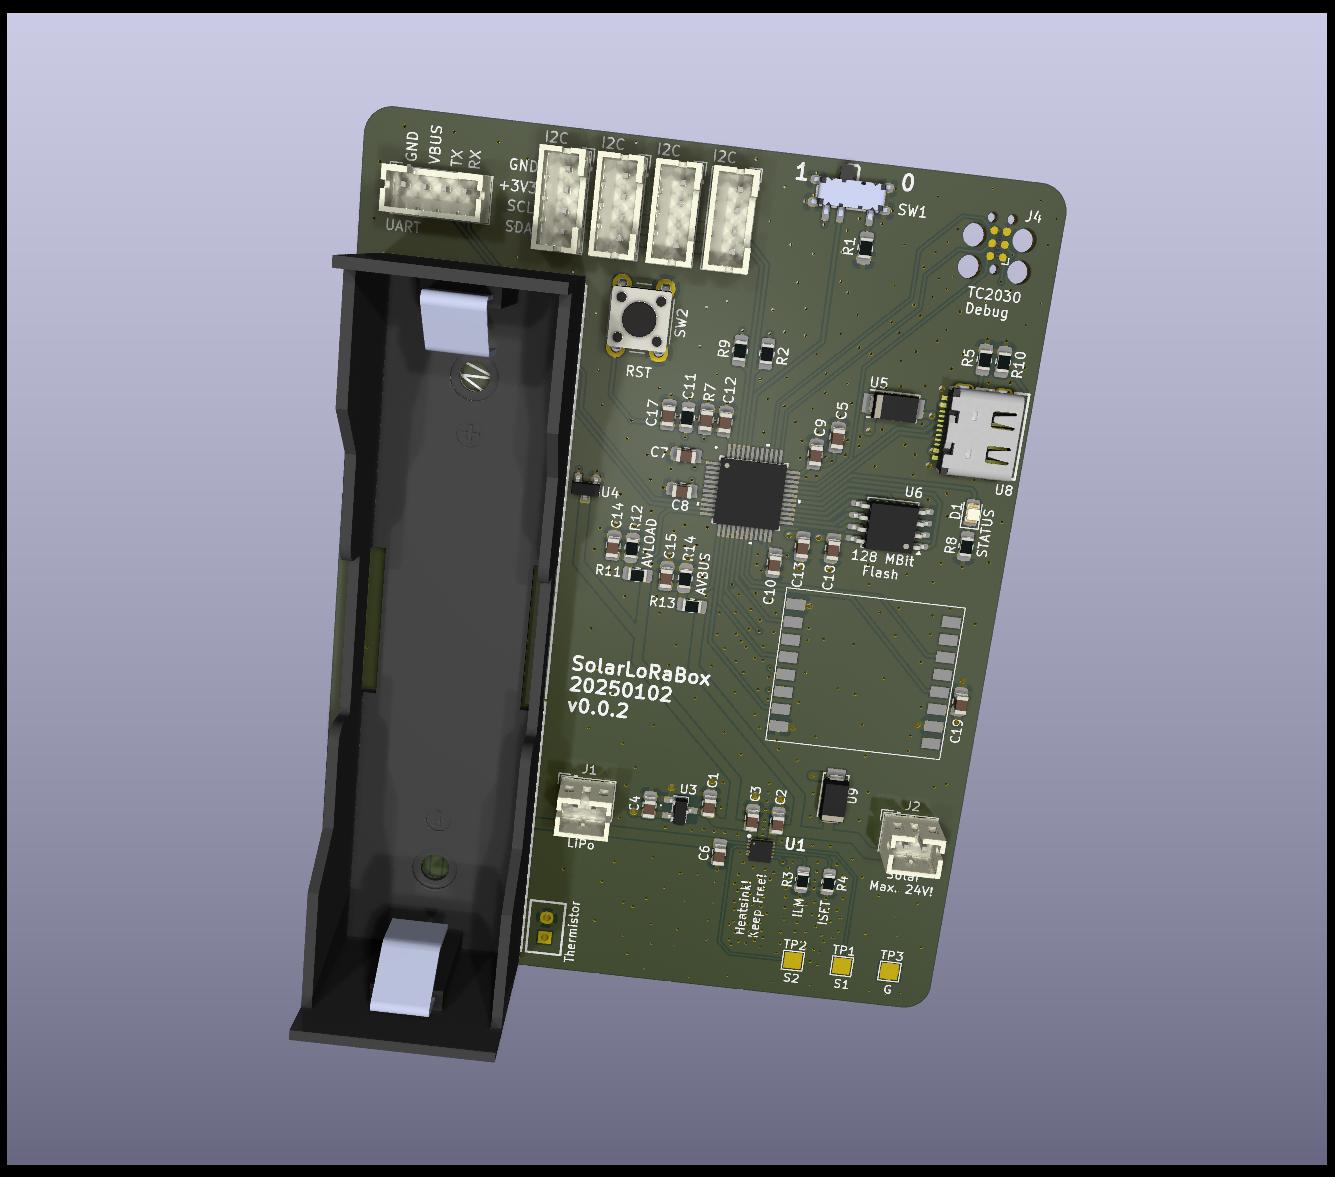 GND
VBUS
TX
RX
UART
I2C
I2C
I2C
I2C
GND
+3V3
SCL
SDA
1
0
SW1
R1
J4
TC2030
Debug
SW2
RST
R9
R2
R5
R10
U5
C17
C11
R7
C12
C9
C5
C7
C8
U8
U4
U6
D1
STATUS
R8
128 MBit
Flash
C14
R12
AVLOAD
R11
C15
R14
AV3US
R13
C10
C13
SolarLoRaBox
20250102
v0.0.2
C19
J1
LiPo
C4
U3
C1
C3
C2
U9
J2
Solar
Max. 24V!
C6
U1
Heatsink!
Keep Free!
R3
R4
ILM
ISET
Thermistor
TP2
S2
TP1
S1
TP3
G